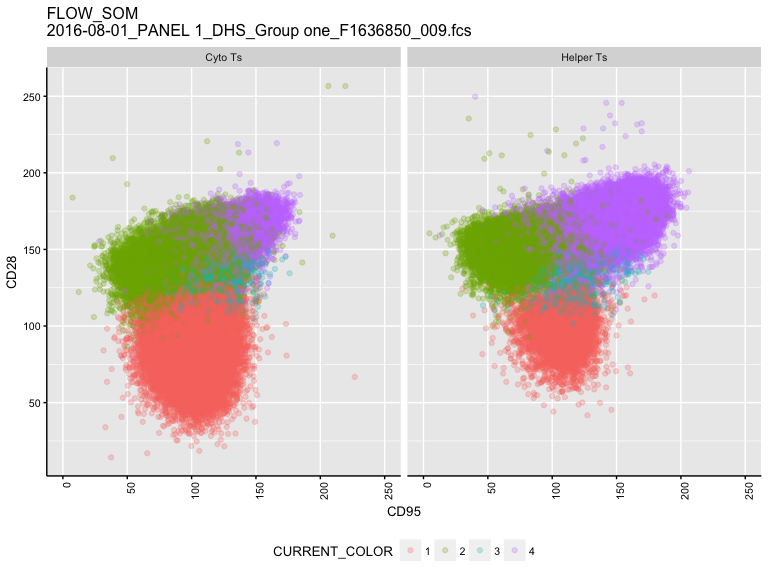 FLOW_SOM
2016-08-01_PANEL 1_DHS_Group one_F1636850_009.fcs
Cyto Ts
Helper Ts
250
200
150
100
50
CD28
0 50 100 150 200 250
0 50 100 150 200 250
CD95
CURRENT_COLOR 1 2 3 4